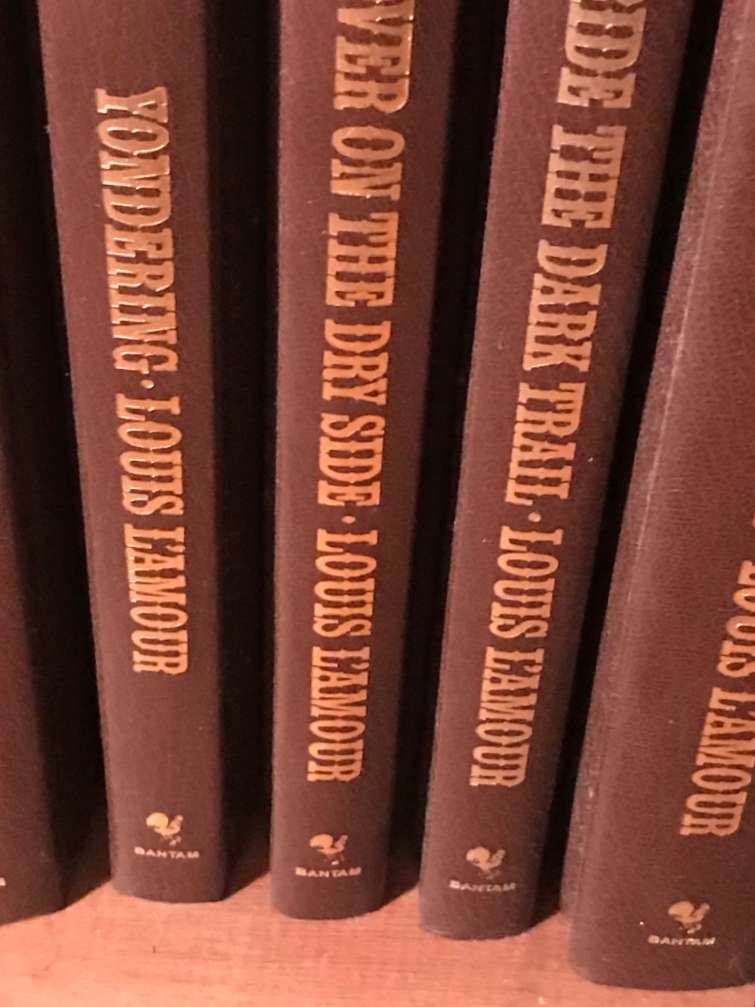 YONDERING · LOUIS L'AMOUR
BANTAM
VER ON THE DRY SIDE · LOUIS L'AMOUR
BANTAM
IDE THE DARK TRAIL · LOUIS L'AMOUR
BANTAM
LOUIS L'AMOUR
BANTAM